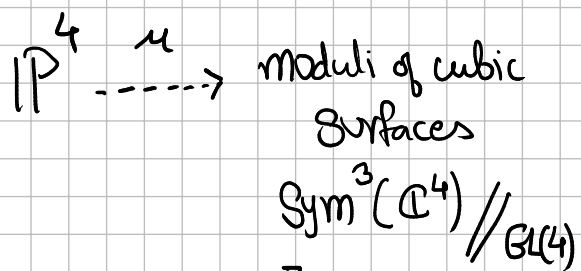 ℙ⁴ --μ--> moduli of cubic
surfaces
Sym³(ℂ⁴)//GL(4)